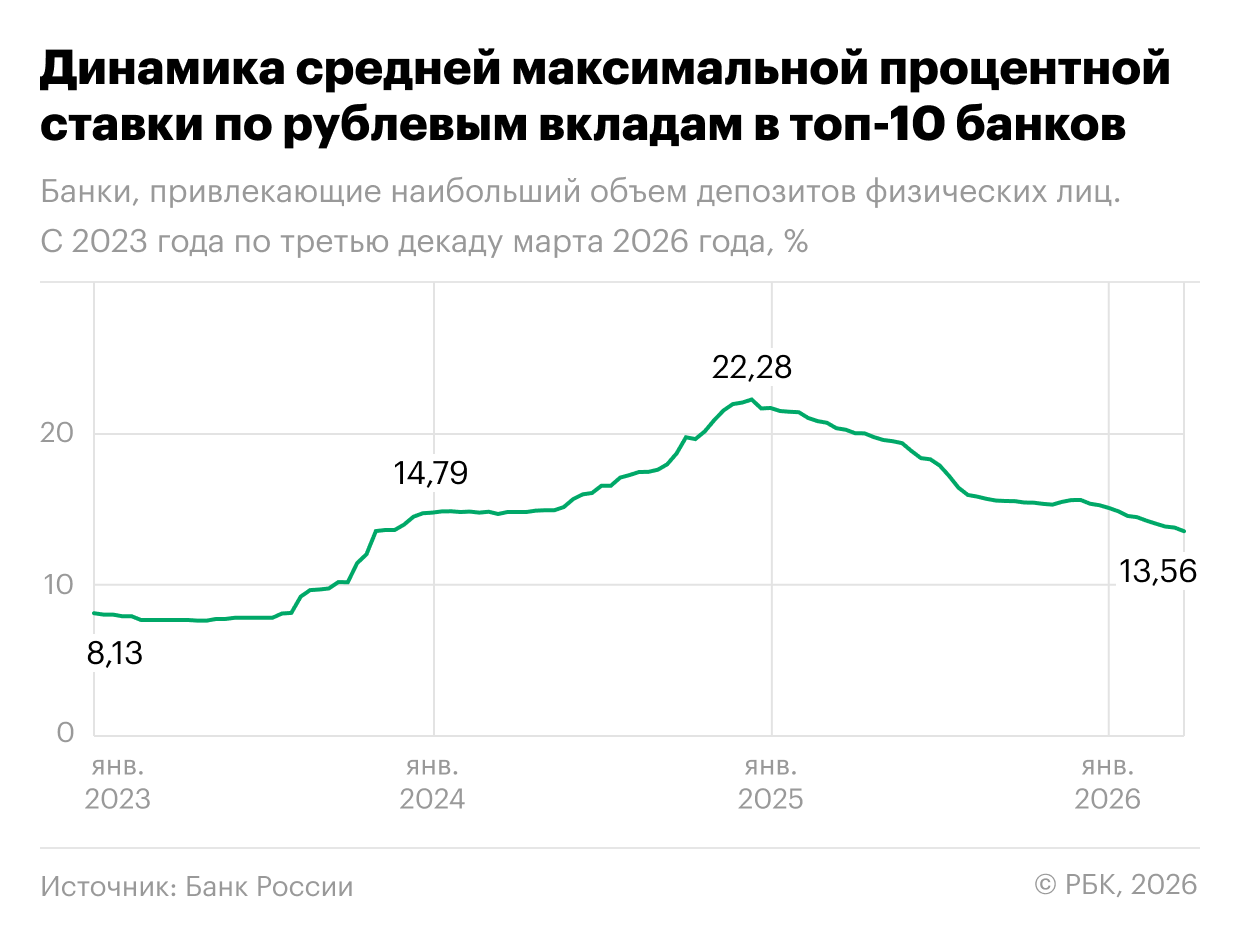 Динамика средней максимальной процентной
ставки по рублевым вкладам в топ-10 банков
Банки, привлекающие наибольший объем депозитов физических лиц.
С 2023 года по третью декаду марта 2026 года, %
22,28
20
14,79
13,56
10
8,13
0
янв.
2023
янв.
2024
янв.
2025
янв.
2026
Источник: Банк России
© РБК, 2026